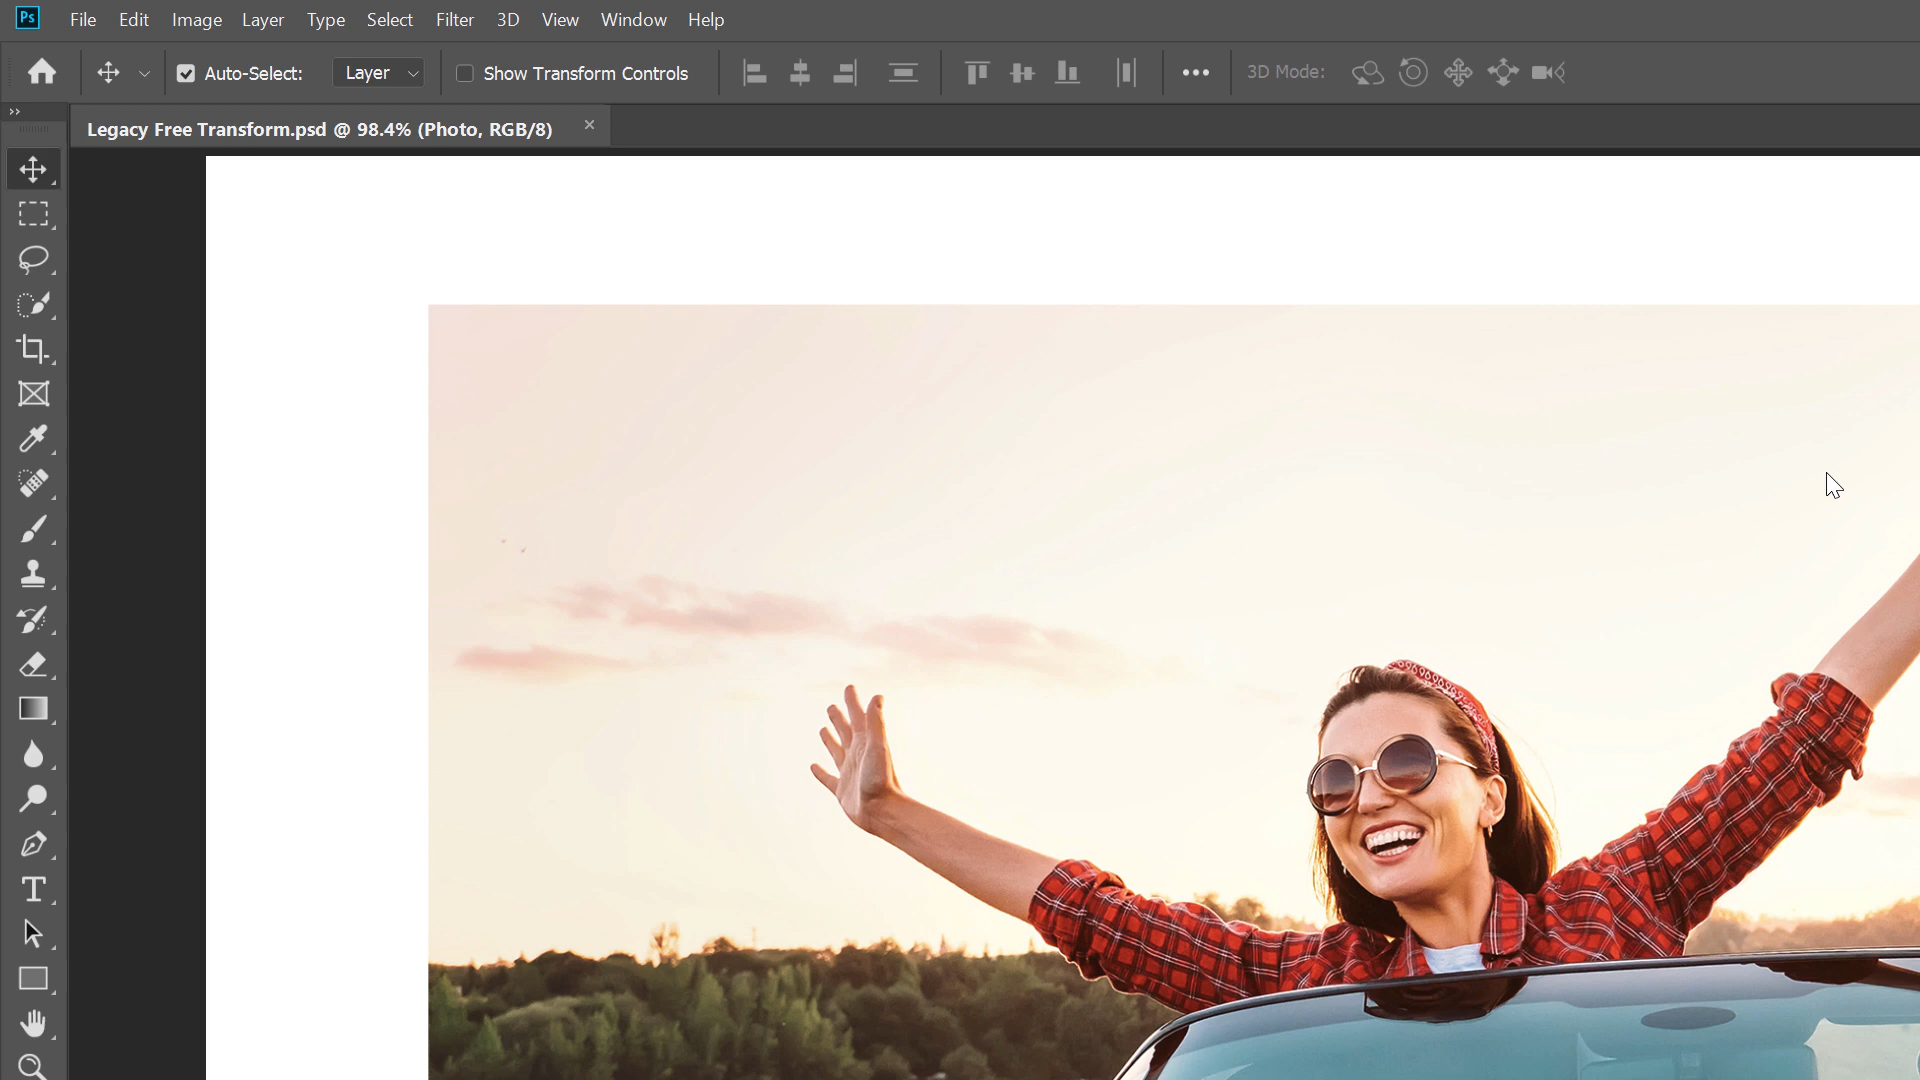 Ps File Edit Image Layer Type Select Filter 3D View Window Help
Auto-Select: Layer Show Transform Controls 3D Mode:
Legacy Free Transform.psd @ 98.4% (Photo, RGB/8)